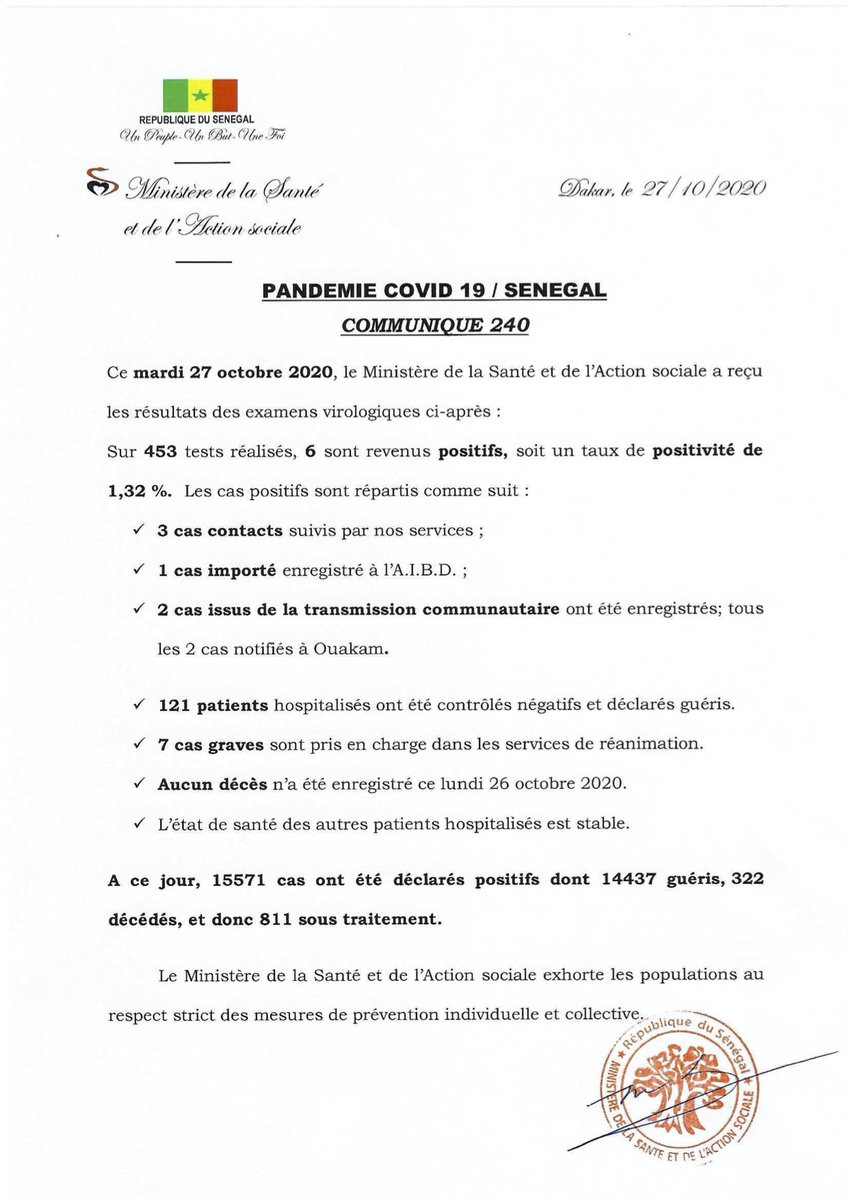 REPUBLIQUE DU SENEGAL
Un Peuple - Un But - Une Foi
Ministère de la Santé
et de l'Action sociale
Dakar, le 27/10/2020
PANDEMIE COVID 19 / SENEGAL
COMMUNIQUE 240
Ce mardi 27 octobre 2020, le Ministère de la Santé et de l'Action sociale a reçu
les résultats des examens virologiques ci-après :
Sur 453 tests réalisés, 6 sont revenus positifs, soit un taux de positivité de
1,32 %. Les cas positifs sont répartis comme suit :
✓ 3 cas contacts suivis par nos services ;
✓ 1 cas importé enregistré à l'A.I.B.D. ;
✓ 2 cas issus de la transmission communautaire ont été enregistrés; tous
les 2 cas notifiés à Ouakam.
✓ 121 patients hospitalisés ont été contrôlés négatifs et déclarés guéris.
✓ 7 cas graves sont pris en charge dans les services de réanimation.
✓ Aucun décès n'a été enregistré ce lundi 26 octobre 2020.
✓ L'état de santé des autres patients hospitalisés est stable.
A ce jour, 15571 cas ont été déclarés positifs dont 14437 guéris, 322
décédés, et donc 811 sous traitement.
Le Ministère de la Santé et de l'Action sociale exhorte les populations au
respect strict des mesures de prévention individuelle et collective.
République du Sénégal
MINISTÈRE DE LA SANTE ET DE L'ACTION SOCIALE